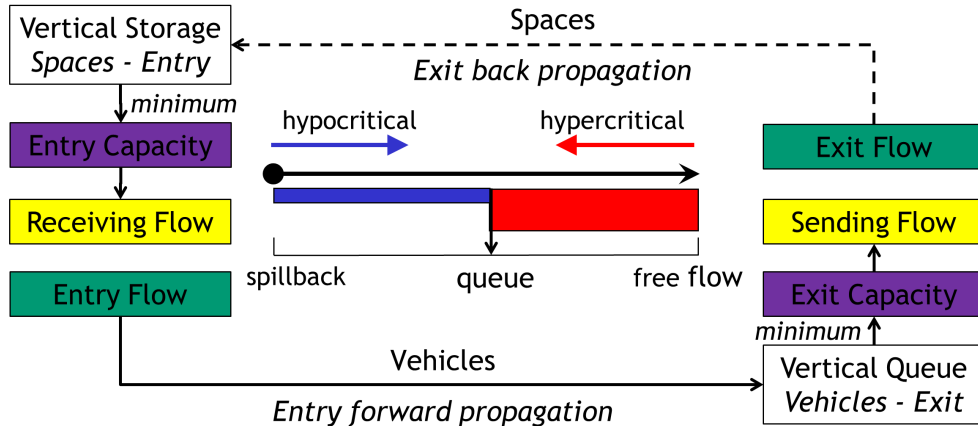 Vertical Storage
Spaces - Entry
Spaces
Exit back propagation
minimum
hypocritical
hypercritical
Entry Capacity
Exit Flow
Receiving Flow
Sending Flow
spillback
queue
free flow
Entry Flow
Exit Capacity
minimum
Vehicles
Entry forward propagation
Vertical Queue
Vehicles - Exit